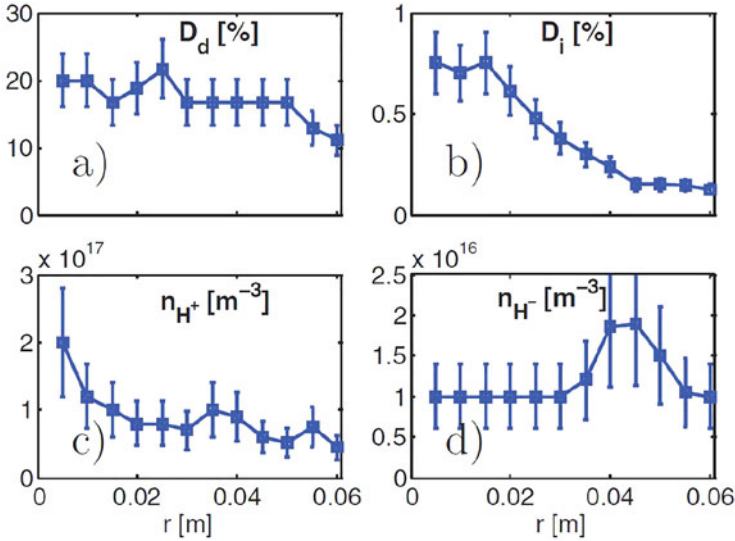 30
20
10
0
D_d [%]
a)
1
0.5
0
D_i [%]
b)
x 10^17
3
2
1
0
n_H+ [m^−3]
c)
0 0.02 0.04 0.06
r [m]
x 10^16
2.5
2
1.5
1
0.5
0
n_H− [m^−3]
d)
0 0.02 0.04 0.06
r [m]